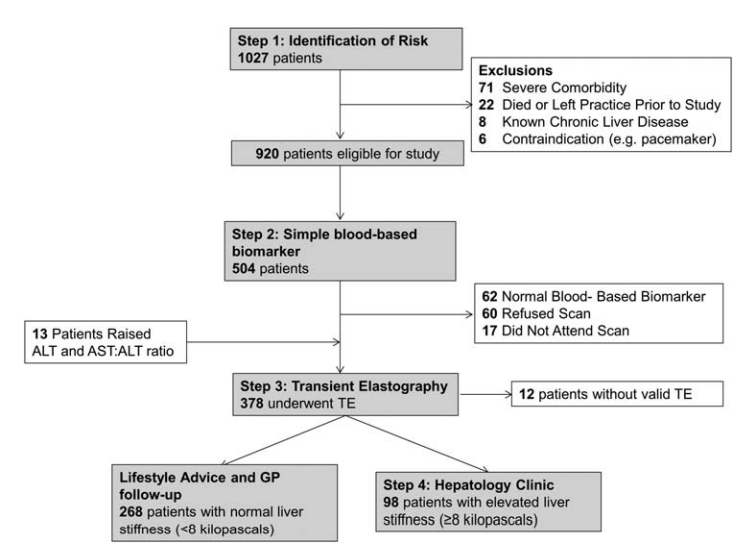 Step 1: Identification of Risk
1027 patients
Exclusions
71 Severe Comorbidity
22 Died or Left Practice Prior to Study
8 Known Chronic Liver Disease
6 Contraindication (e.g. pacemaker)
920 patients eligible for study
Step 2: Simple blood-based
biomarker
504 patients
62 Normal Blood- Based Biomarker
60 Refused Scan
17 Did Not Attend Scan
13 Patients Raised
ALT and AST:ALT ratio
Step 3: Transient Elastography
378 underwent TE
12 patients without valid TE
Lifestyle Advice and GP
follow-up
268 patients with normal liver
stiffness (<8 kilopascals)
Step 4: Hepatology Clinic
98 patients with elevated liver
stiffness (≥8 kilopascals)